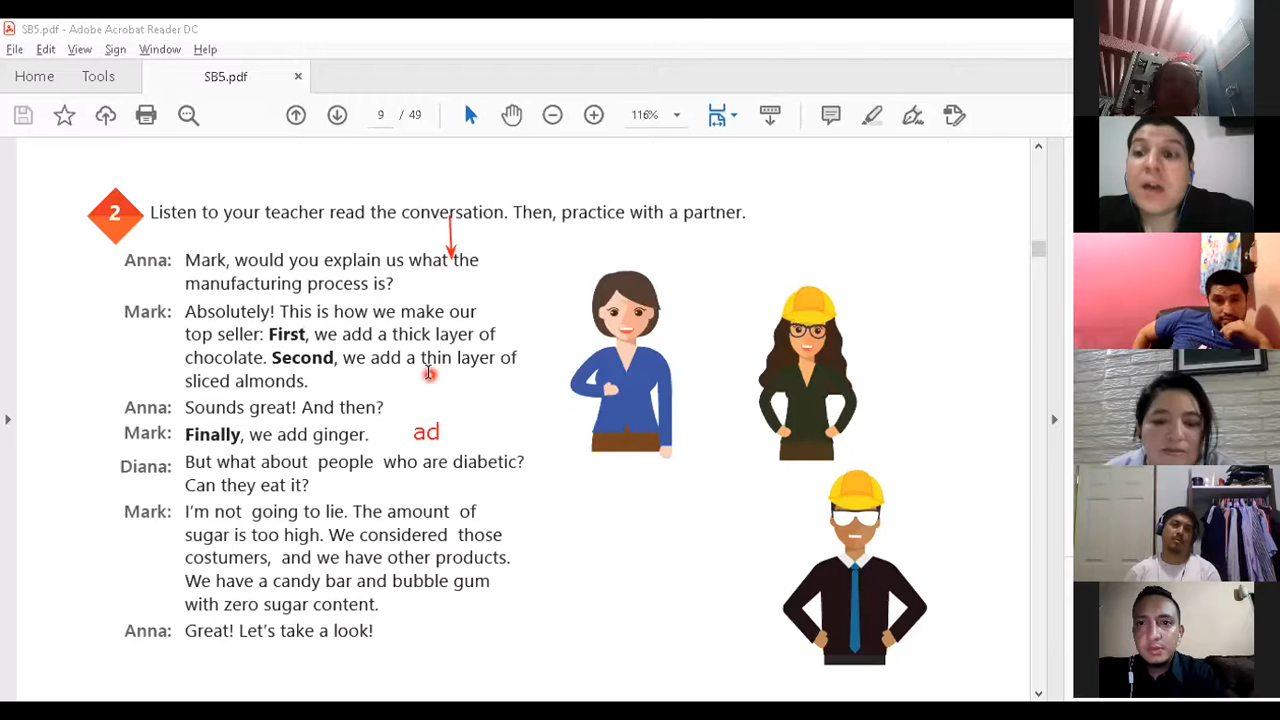 SB5.pdf - Adobe Acrobat Reader DC
File Edit View Sign Window Help
Home Tools SB5.pdf ×
9 / 49 116%
2 Listen to your teacher read the conversation. Then, practice with a partner.
Anna: Mark, would you explain us what the
manufacturing process is?
Mark: Absolutely! This is how we make our
top seller: First, we add a thick layer of
chocolate. Second, we add a thin layer of
sliced almonds.
Anna: Sounds great! And then?
Mark: Finally, we add ginger.
ad
Diana: But what about people who are diabetic?
Can they eat it?
Mark: I'm not going to lie. The amount of
sugar is too high. We considered those
costumers, and we have other products.
We have a candy bar and bubble gum
with zero sugar content.
Anna: Great! Let's take a look!